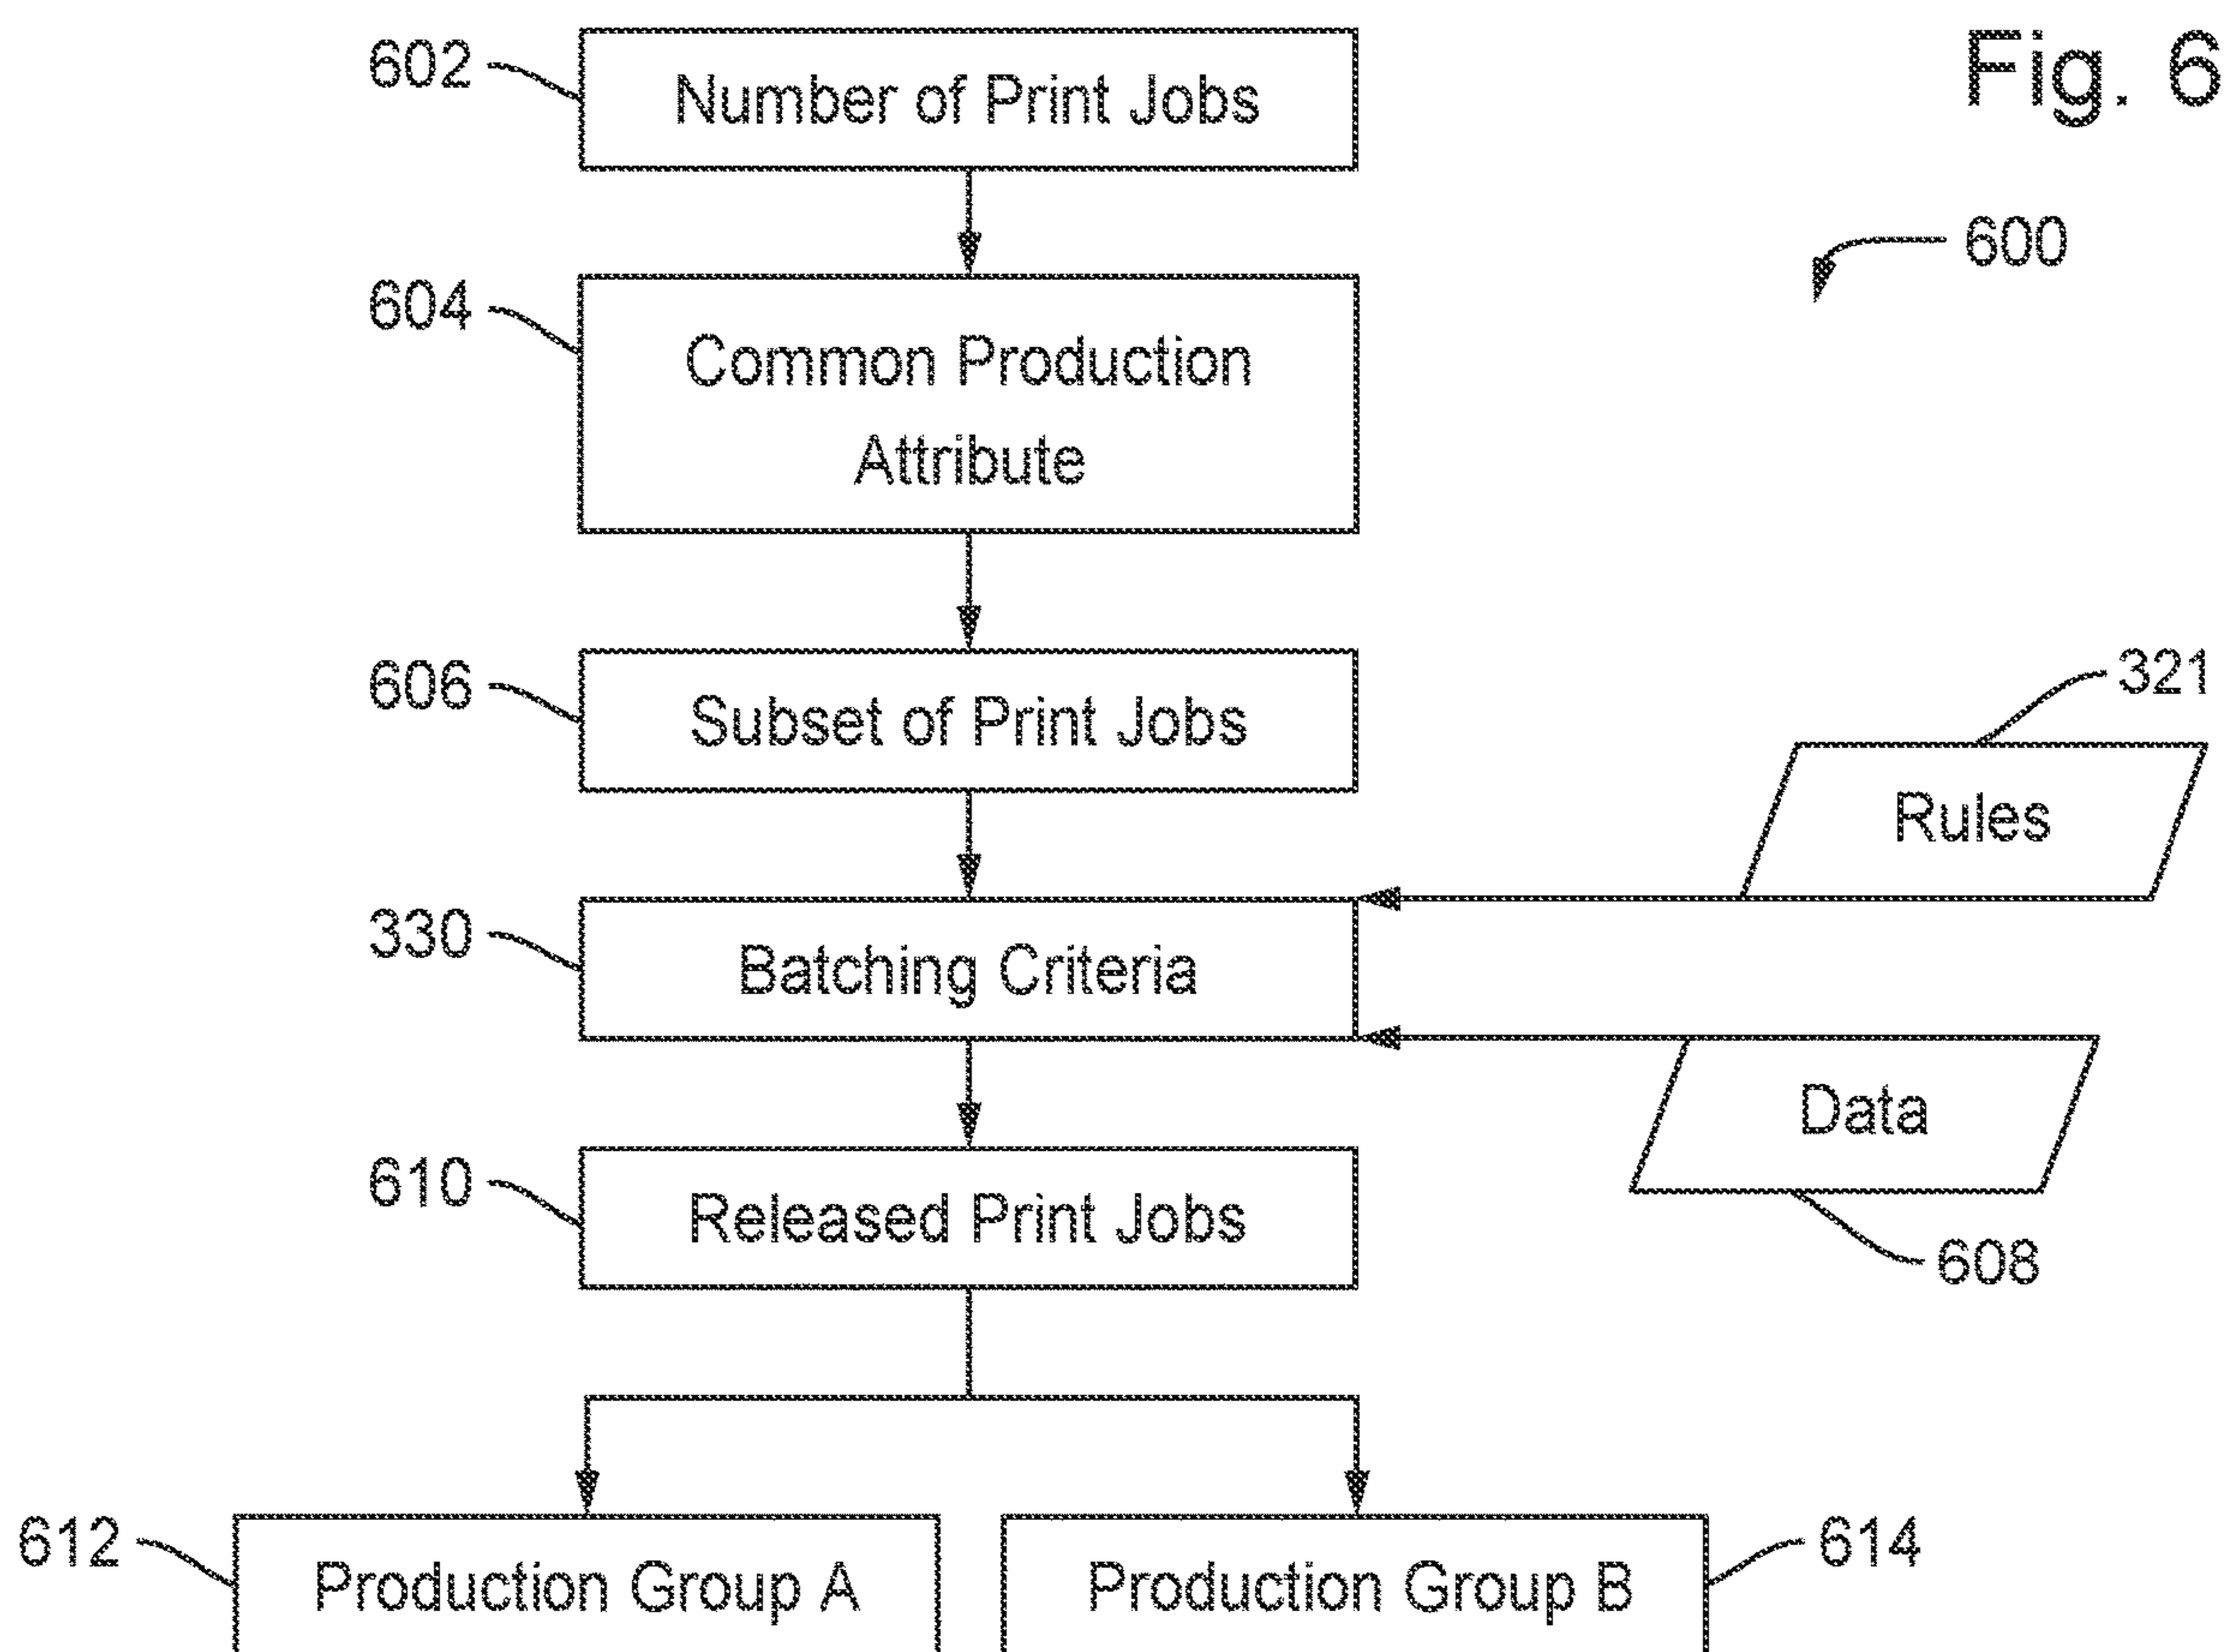 Fig. 6
602
Number of Print Jobs
600
604
Common Production
Attribute
606
Subset of Print Jobs
321
Rules
330
Batching Criteria
Data
608
610
Released Print Jobs
612
Production Group A
Production Group B
614